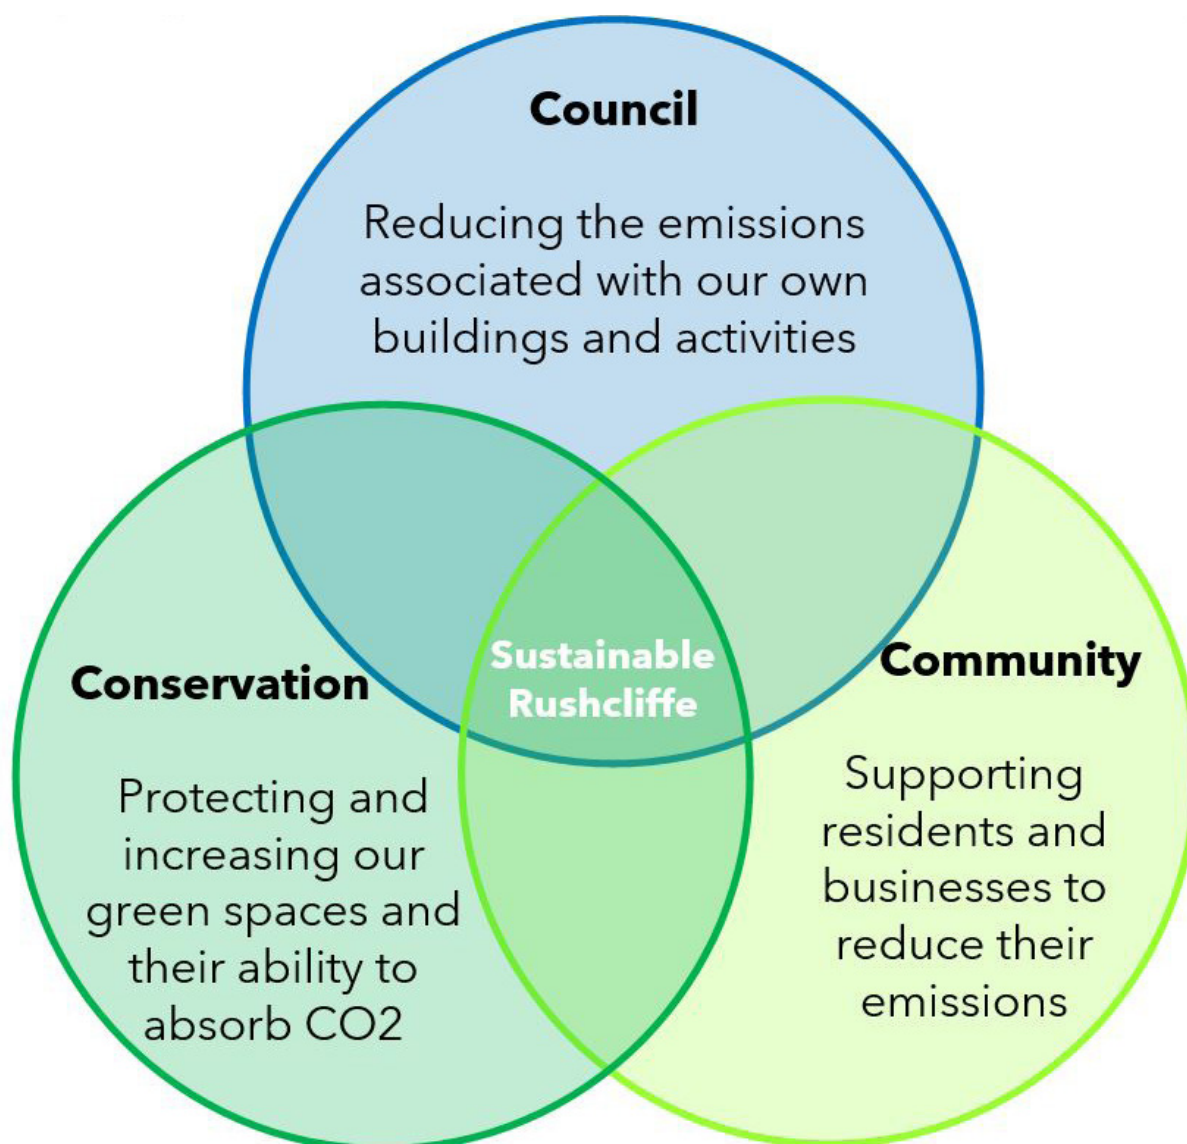 Council
Reducing the emissions
associated with our own
buildings and activities
Conservation
Protecting and
increasing our
green spaces and
their ability to
absorb CO2
Sustainable
Rushcliffe
Community
Supporting
residents and
businesses to
reduce their
emissions